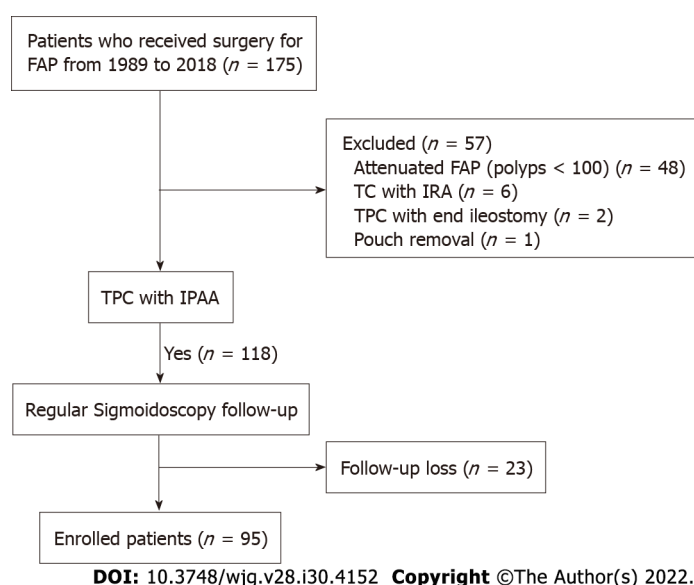 Patients who received surgery for
FAP from 1989 to 2018 (n = 175)
Excluded (n = 57)
Attenuated FAP (polyps < 100) (n = 48)
TC with IRA (n = 6)
TPC with end ileostomy (n = 2)
Pouch removal (n = 1)
TPC with IPAA
Yes (n = 118)
Regular Sigmoidoscopy follow-up
Follow-up loss (n = 23)
Enrolled patients (n = 95)
DOI: 10.3748/wjg.v28.i30.4152 Copyright ©The Author(s) 2022.